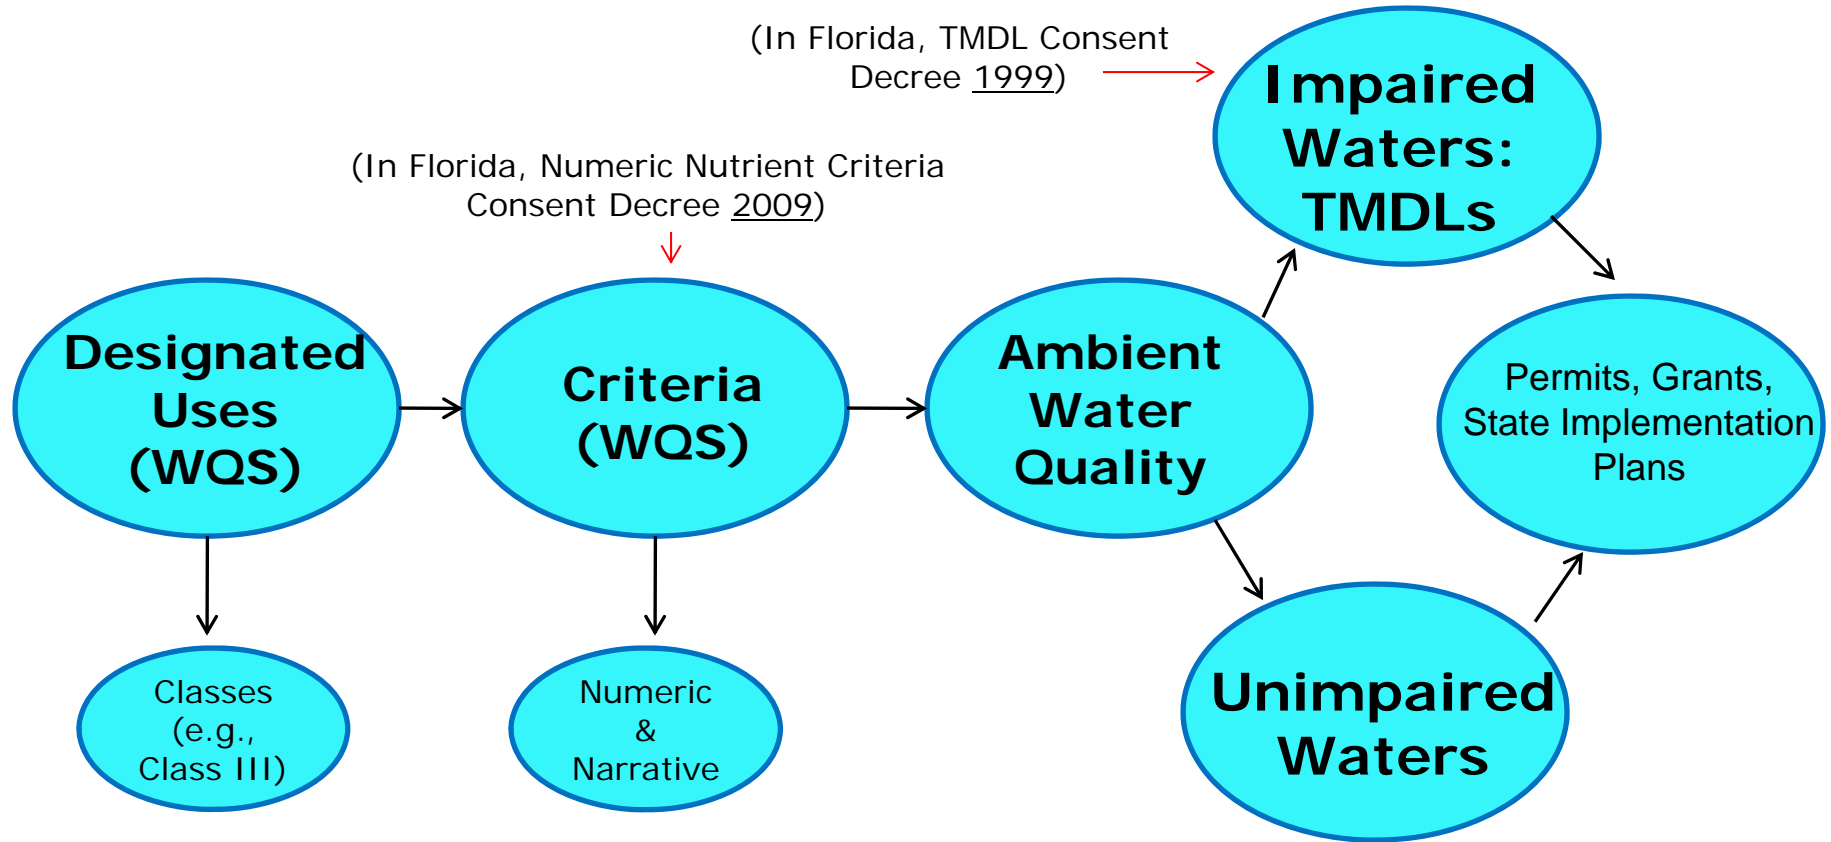 (In Florida, TMDL Consent
Decree 1999)
Impaired
Waters:
TMDLs
(In Florida, Numeric Nutrient Criteria
Consent Decree 2009)
Designated
Uses
(WQS)
Criteria
(WQS)
Ambient
Water
Quality
Permits, Grants,
State Implementation
Plans
Classes
(e.g.,
Class III)
Numeric
&
Narrative
Unimpaired
Waters